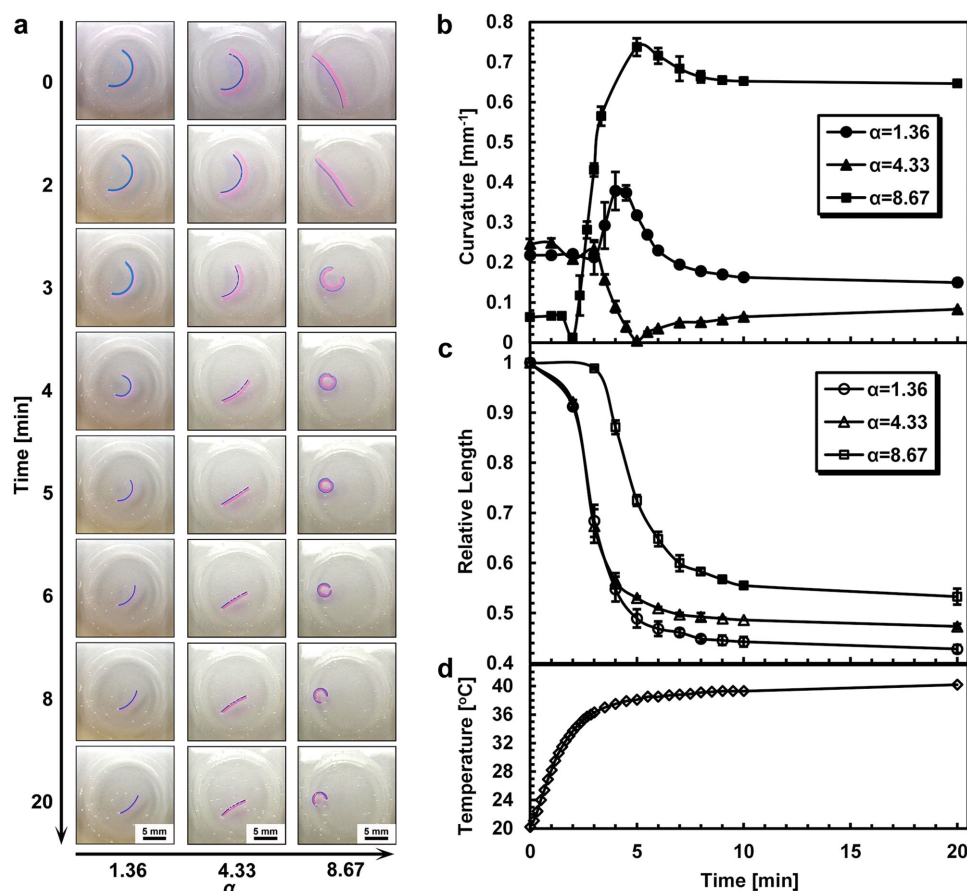 a
Time [min]
0
2
3
4
5
6
8
20
5 mm
5 mm
5 mm
1.36
4.33
8.67
α
b
Curvature [mm⁻¹]
0.8
0.7
0.6
0.5
0.4
0.3
0.2
0.1
0
α=1.36
α=4.33
α=8.67
c
Relative Length
1
0.9
0.8
0.7
0.6
0.5
0.4
α=1.36
α=4.33
α=8.67
d
Temperature [ºC]
40
36
32
28
24
20
0
5
10
15
20
Time [min]